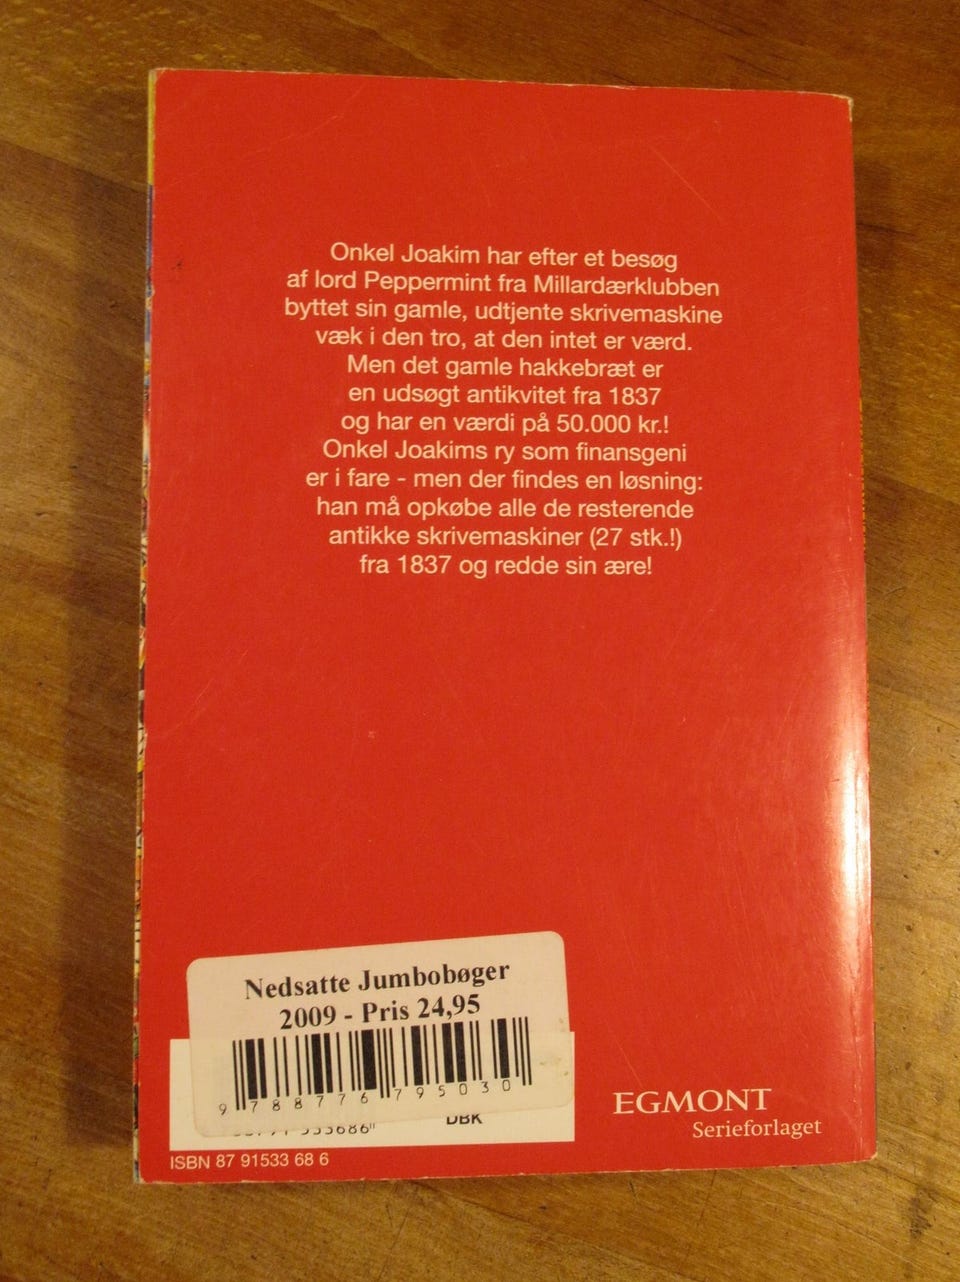 Onkel Joakim har efter et besøg
af lord Peppermint fra Millardærklubben
byttet sin gamle, udtjente skrivemaskine
væk i den tro, at den intet er værd.
Men det gamle hakkebræt er
en udsøgt antikvitet fra 1837
og har en værdi på 50.000 kr.!
Onkel Joakims ry som finansgeni
er i fare - men der findes en løsning:
han må opkøbe alle de resterende
antikke skrivemaskiner (27 stk.!)
fra 1837 og redde sin ære!
Nedsatte Jumbobøger
2009 - Pris 24,95
9 788776 795030
DBK
ISBN 87 91533 68 6
EGMONT
Serieforlaget